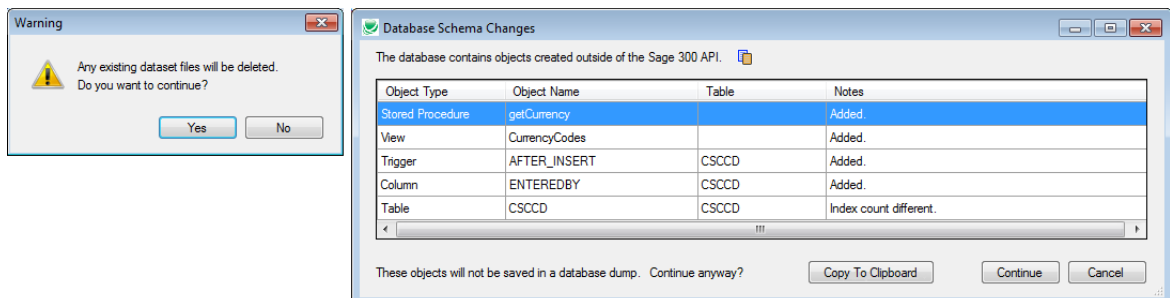 Warning
Any existing dataset files will be deleted.
Do you want to continue?
Yes No
Database Schema Changes
The database contains objects created outside of the Sage 300 API.
Object Type Object Name Table Notes
Stored Procedure getCurrency Added.
View CurrencyCodes Added.
Trigger AFTER_INSERT CSCCD Added.
Column ENTEREDBY CSCCD Added.
Table CSCCD CSCCD Index count different.
These objects will not be saved in a database dump. Continue anyway? Copy To Clipboard Continue Cancel